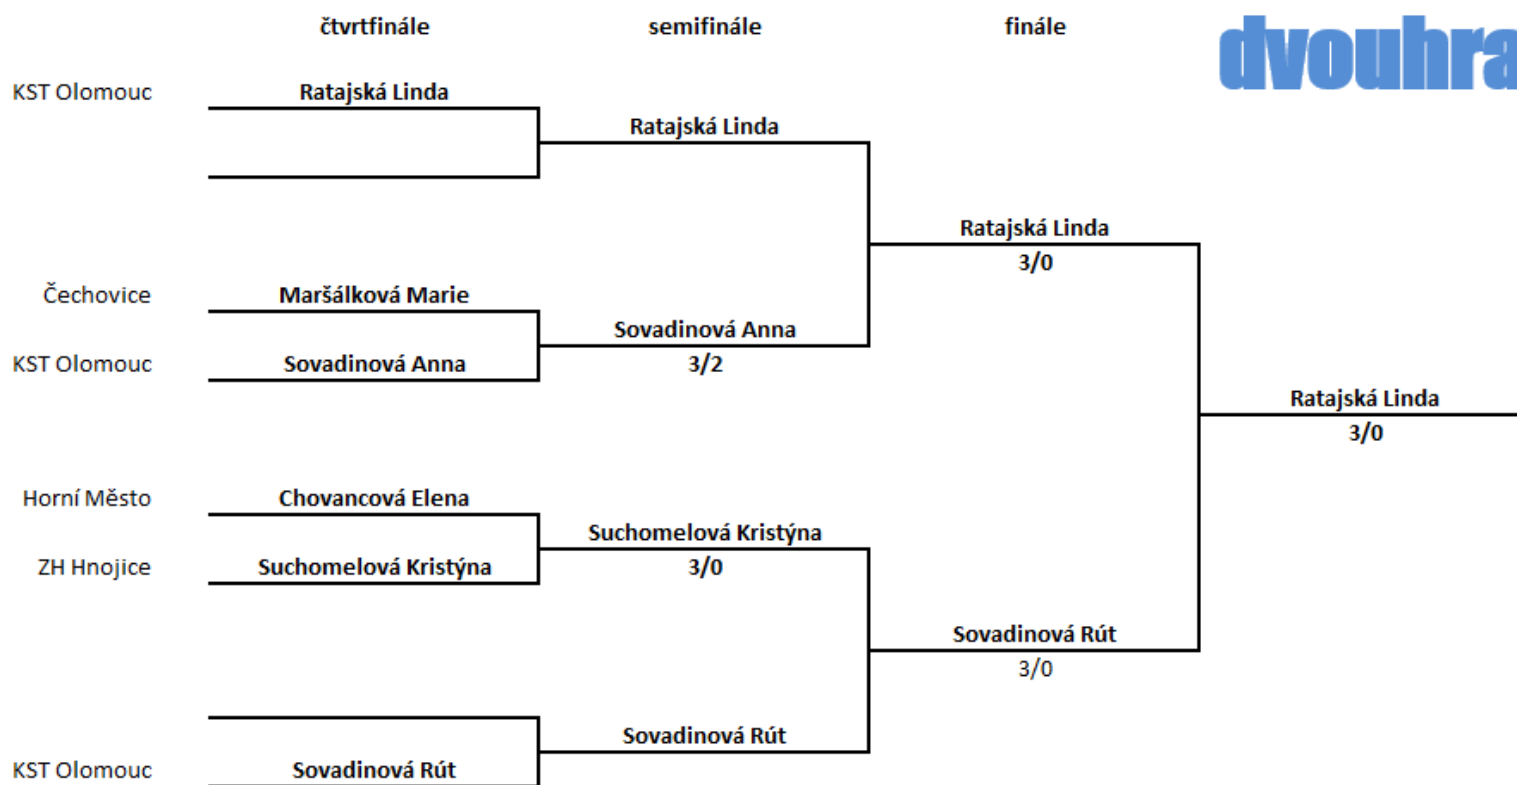 čtvrtfinále semifinále finále
dvouhra
KST Olomouc Ratajská Linda
Ratajská Linda
Ratajská Linda
3/0
Čechovice Maršálková Marie
Sovadinová Anna
KST Olomouc Sovadinová Anna 3/2
Ratajská Linda
3/0
Horní Město Chovancová Elena
Suchomelová Kristýna
ZH Hnojice Suchomelová Kristýna 3/0
Sovadinová Rút
3/0
Sovadinová Rút
KST Olomouc Sovadinová Rút